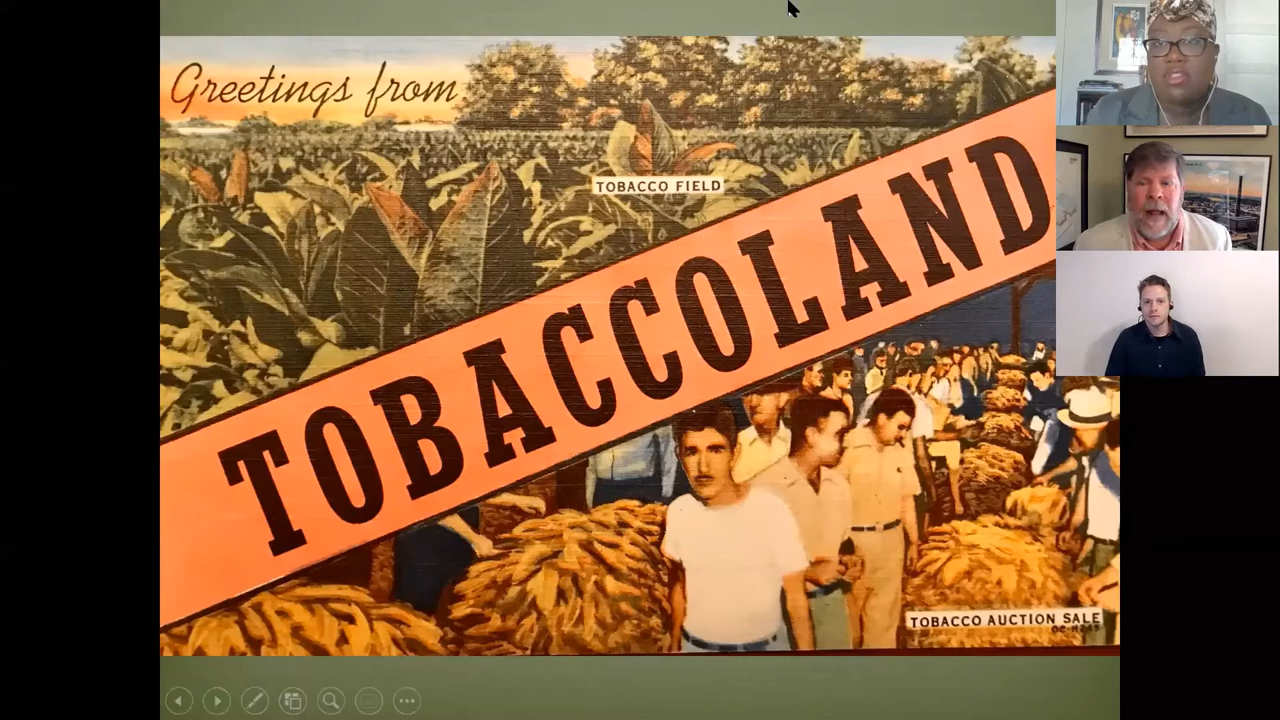 Greetings from
TOBACCO FIELD
TOBACCOLAND
TOBACCO AUCTION SALE